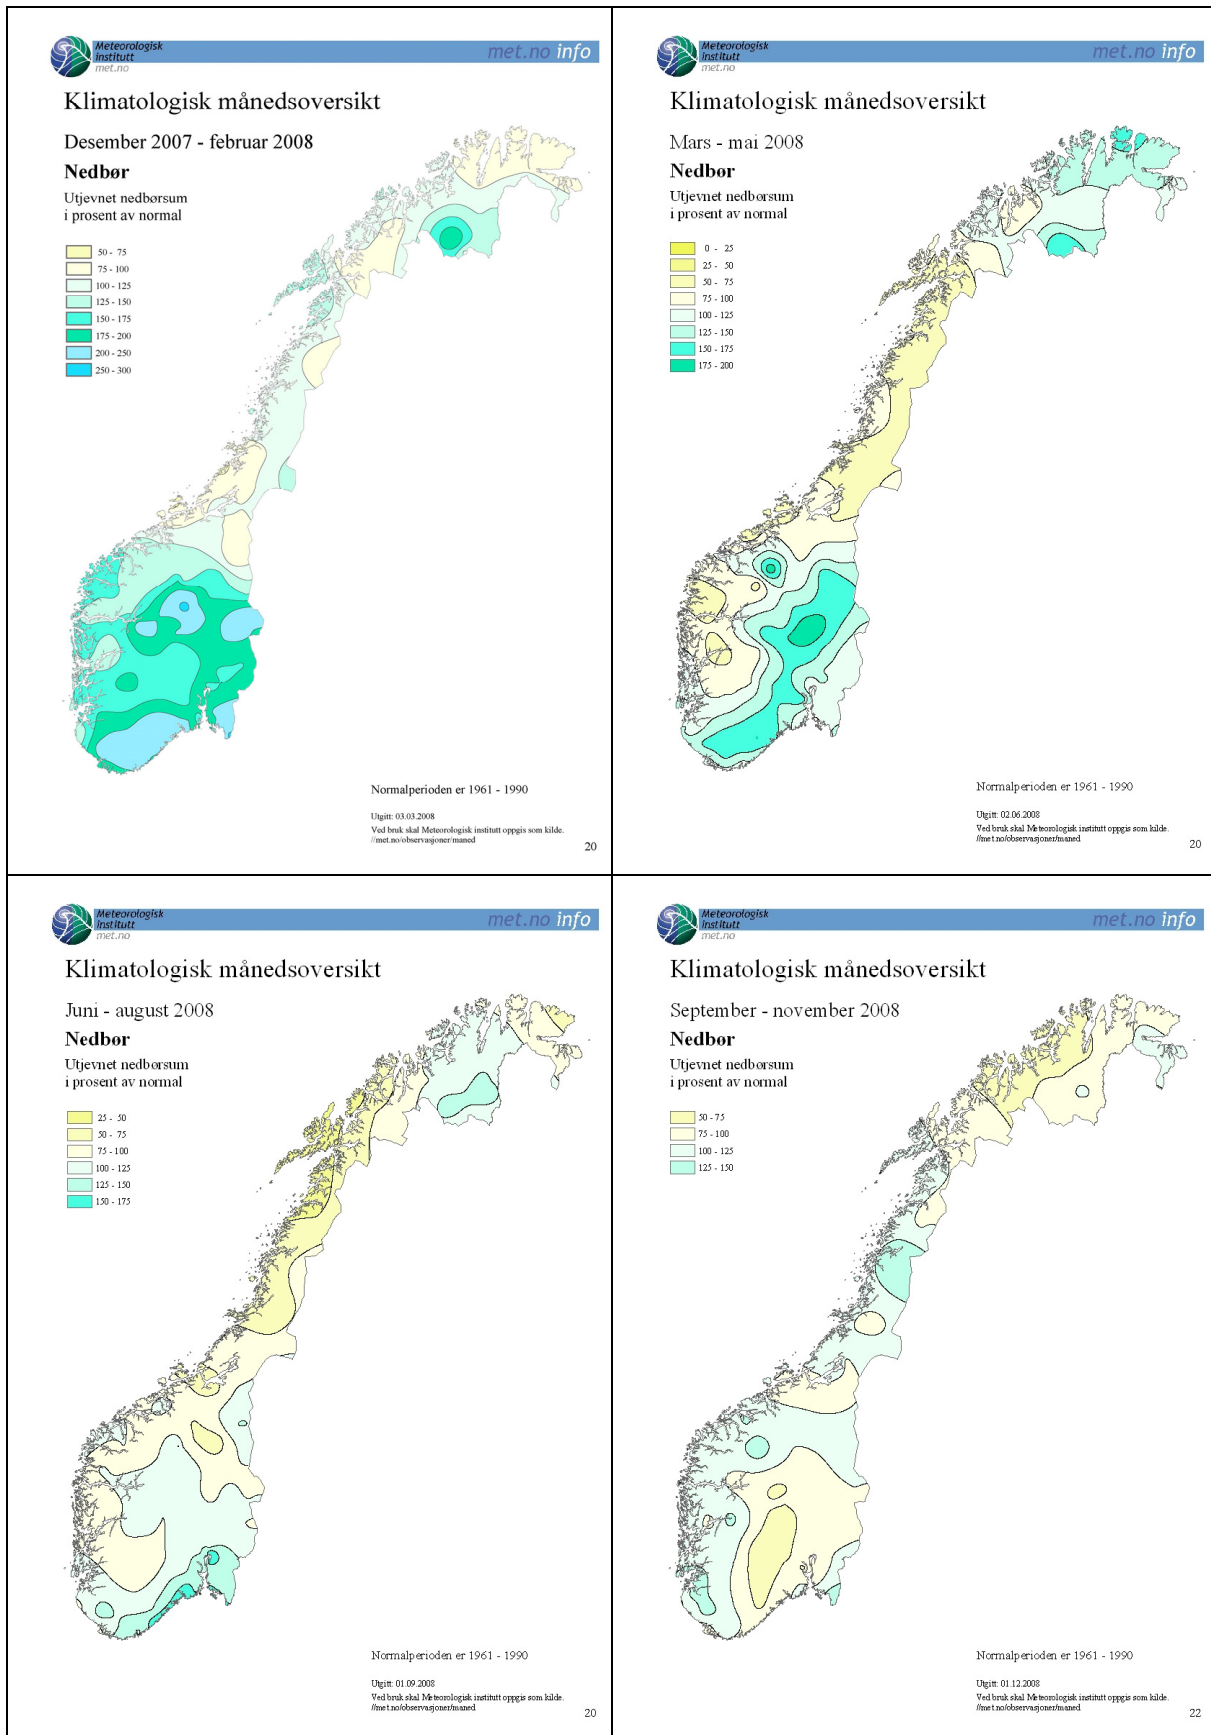 Meteorologisk
institutt
met.no
met.no info
Klimatologisk månedsoversikt
Desember 2007 - februar 2008
Nedbør
Utjevnet nedbørsum
i prosent av normal
50 - 75
75 - 100
100 - 125
125 - 150
150 - 175
175 - 200
200 - 250
250 - 300
Normalperioden er 1961 - 1990
Utgitt: 03.03.2008
Ved bruk skal Meteorologisk institutt oppgis som kilde.
//met.no/observasjoner/maned
20
Meteorologisk
institutt
met.no
met.no info
Klimatologisk månedsoversikt
Mars - mai 2008
Nedbør
Utjevnet nedbørsum
i prosent av normal
0 - 25
25 - 50
50 - 75
75 - 100
100 - 125
125 - 150
150 - 175
175 - 200
Normalperioden er 1961 - 1990
Utgitt: 02.06.2008
Ved bruk skal Meteorologisk institutt oppgis som kilde.
//met.no/observasjoner/maned
20
Meteorologisk
institutt
met.no
met.no info
Klimatologisk månedsoversikt
Juni - august 2008
Nedbør
Utjevnet nedbørsum
i prosent av normal
25 - 50
50 - 75
75 - 100
100 - 125
125 - 150
150 - 175
Normalperioden er 1961 - 1990
Utgitt: 01.09.2008
Ved bruk skal Meteorologisk institutt oppgis som kilde.
//met.no/observasjoner/maned
20
Meteorologisk
institutt
met.no
met.no info
Klimatologisk månedsoversikt
September - november 2008
Nedbør
Utjevnet nedbørsum
i prosent av normal
50 - 75
75 - 100
100 - 125
125 - 150
Normalperioden er 1961 - 1990
Utgitt: 01.12.2008
Ved bruk skal Meteorologisk institutt oppgis som kilde.
//met.no/observasjoner/maned
22